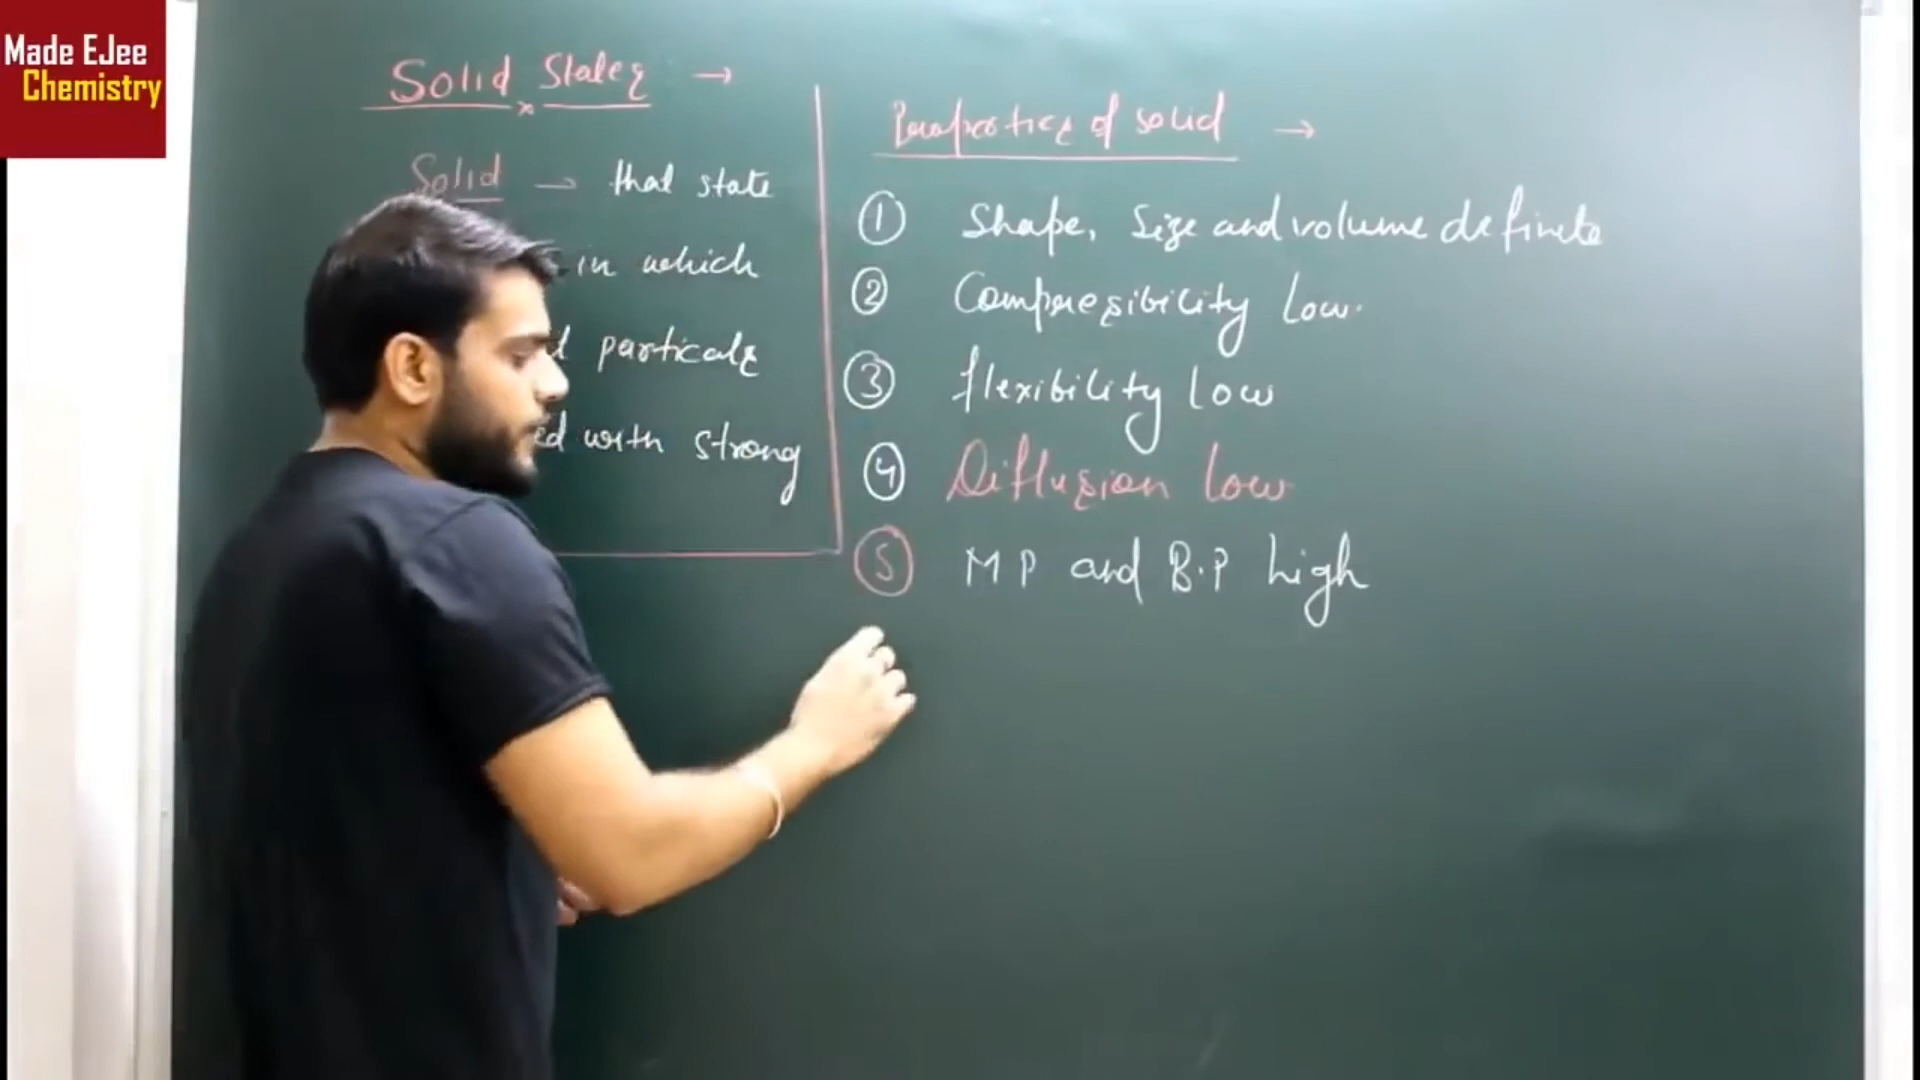 Made EJee
Chemistry
Solid States →
Solid → that state
in which
particals
with strong
Properties of solid →
① Shape, Size and volume definite
② Compressibility Low.
③ flexibility low
④ Diffusion low
⑤ MP and B.P high